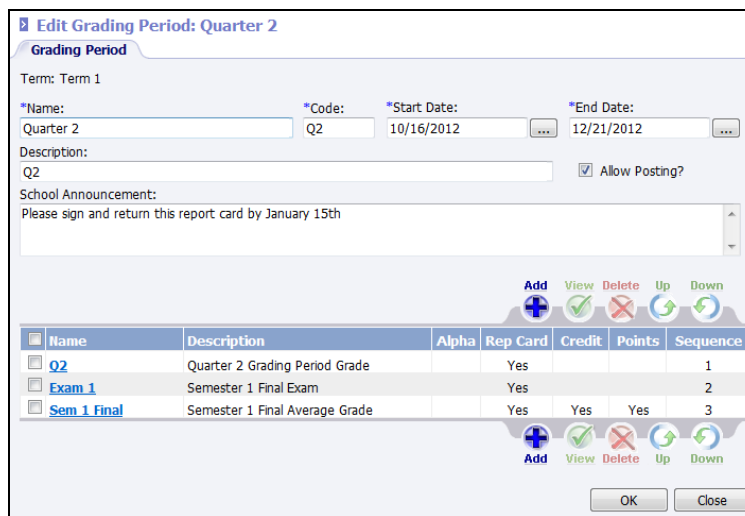 Edit Grading Period: Quarter 2
Grading Period
Term: Term 1
*Name: *Code: *Start Date: *End Date:
Quarter 2 Q2 10/16/2012 ... 12/21/2012 ...
Description:
Q2 Allow Posting?
School Announcement:
Please sign and return this report card by January 15th
Add View Delete Up Down
Name Description Alpha Rep Card Credit Points Sequence
Q2 Quarter 2 Grading Period Grade Yes 1
Exam 1 Semester 1 Final Exam Yes 2
Sem 1 Final Semester 1 Final Average Grade Yes Yes Yes 3
Add View Delete Up Down
OK Close